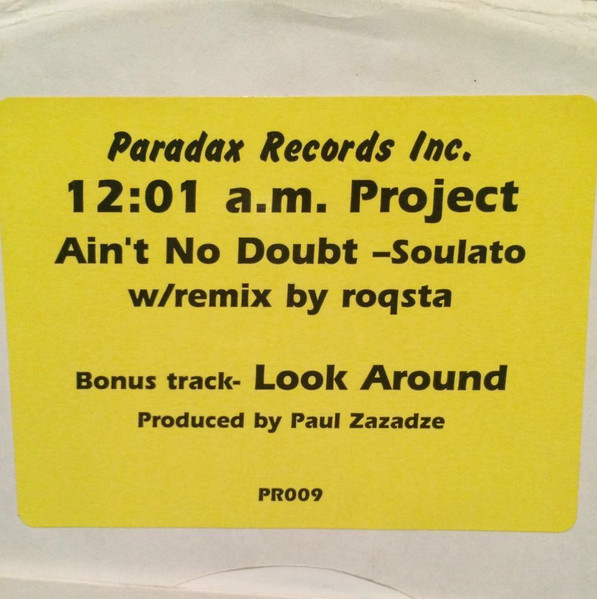 Paradax Records Inc.
12:01 a.m. Project
Ain't No Doubt –Soulato
w/remix by roqsta
Bonus track- Look Around
Produced by Paul Zazadze
PR009